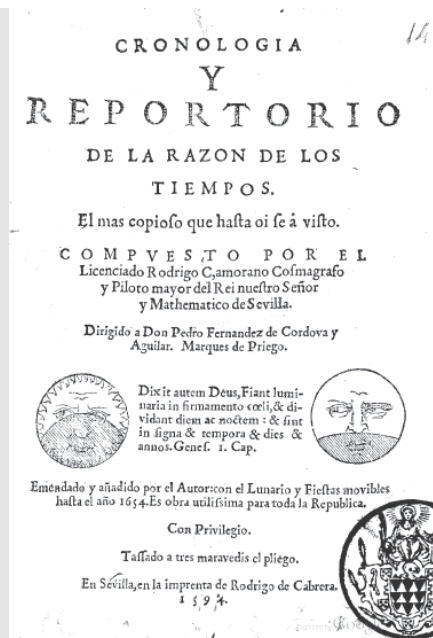 14
CRONOLOGIA
Y
REPORTORIO
DE LA RAZON DE LOS
TIEMPOS.
El mas copioſo que haſta oi ſe à viſto.
COMPVESTO POR EL
Licenciado Rodrigo C,amorano Coſmagrafo
y Piloto mayor del Rei nueſtro Señor
y Mathematico de Sevilla.
Dirigido a Don Pedro Fernandez de Cordova y
Aguilar. Marques de Priego.
Dixit autem Deus, Fiant lumi-
naria in firmamento cœli, & di-
vidant diem ac noctem : & ſint
in ſigna & tempora & dies &
annos. Geneſ. 1. Cap.
Emendado y añadido por el Autor: con el Lunario y Fieſtas movibles
haſta el año 1654. Es obra utiliſsima para toda la Republica.
Con Privilegio.
Taſſado a tres maravedis el pliego.
En Sevilla, en la imprenta de Rodrigo de Cabrera.
1594.